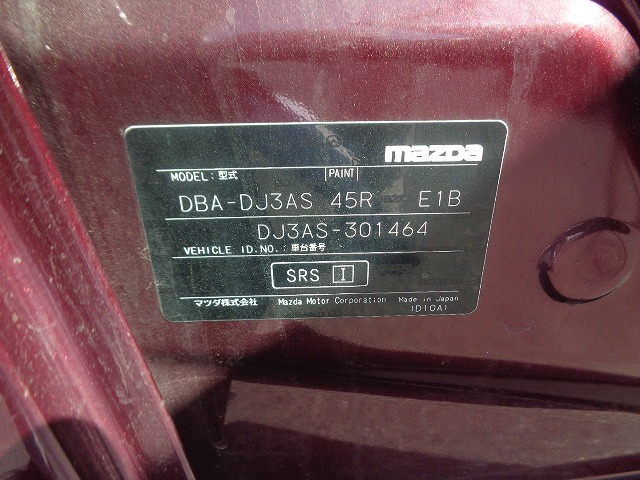 mazda
MODEL: 型式 PAINT
DBA-DJ3AS 45R E1B
DJ3AS-301464
VEHICLE ID.NO.: 車台番号
SRS I
マツダ株式会社 Mazda Motor Corporation Made in Japan
(D10A)